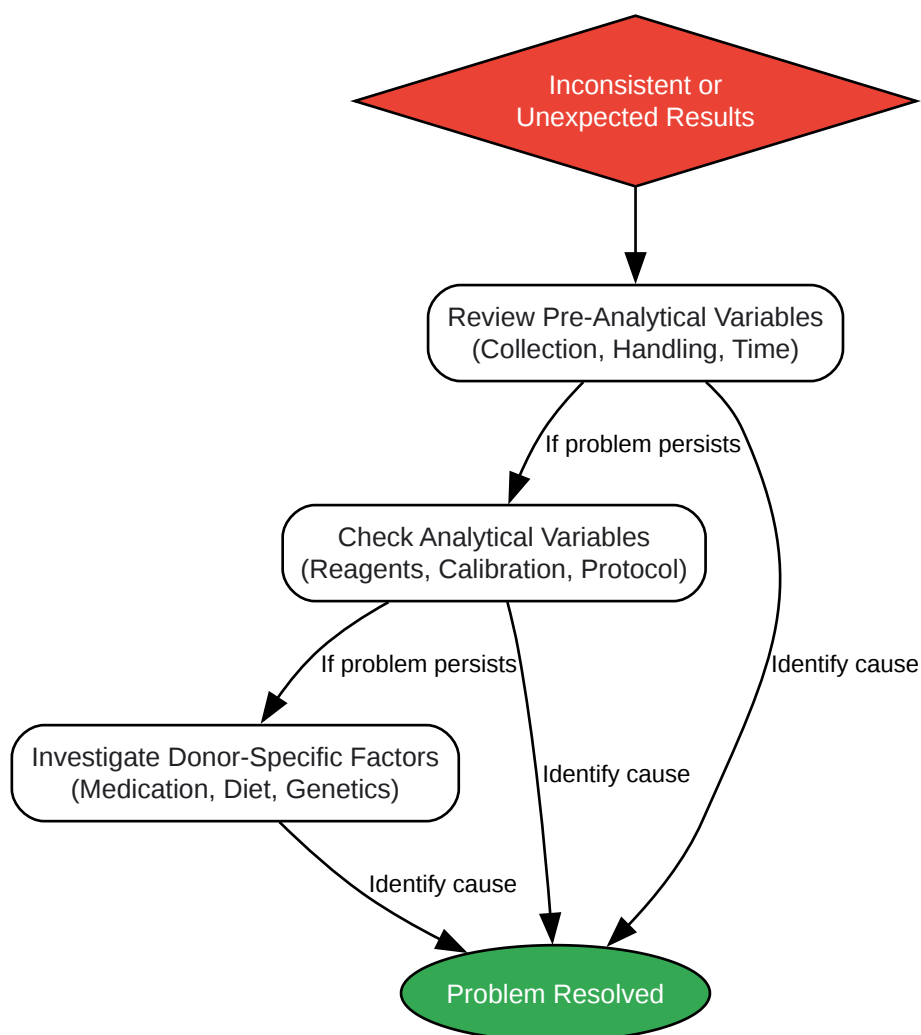 Inconsistent or
Unexpected Results
Review Pre-Analytical Variables
(Collection, Handling, Time)
If problem persists
Check Analytical Variables
(Reagents, Calibration, Protocol)
If problem persists
Identify cause
Investigate Donor-Specific Factors
(Medication, Diet, Genetics)
Identify cause
Identify cause
Problem Resolved